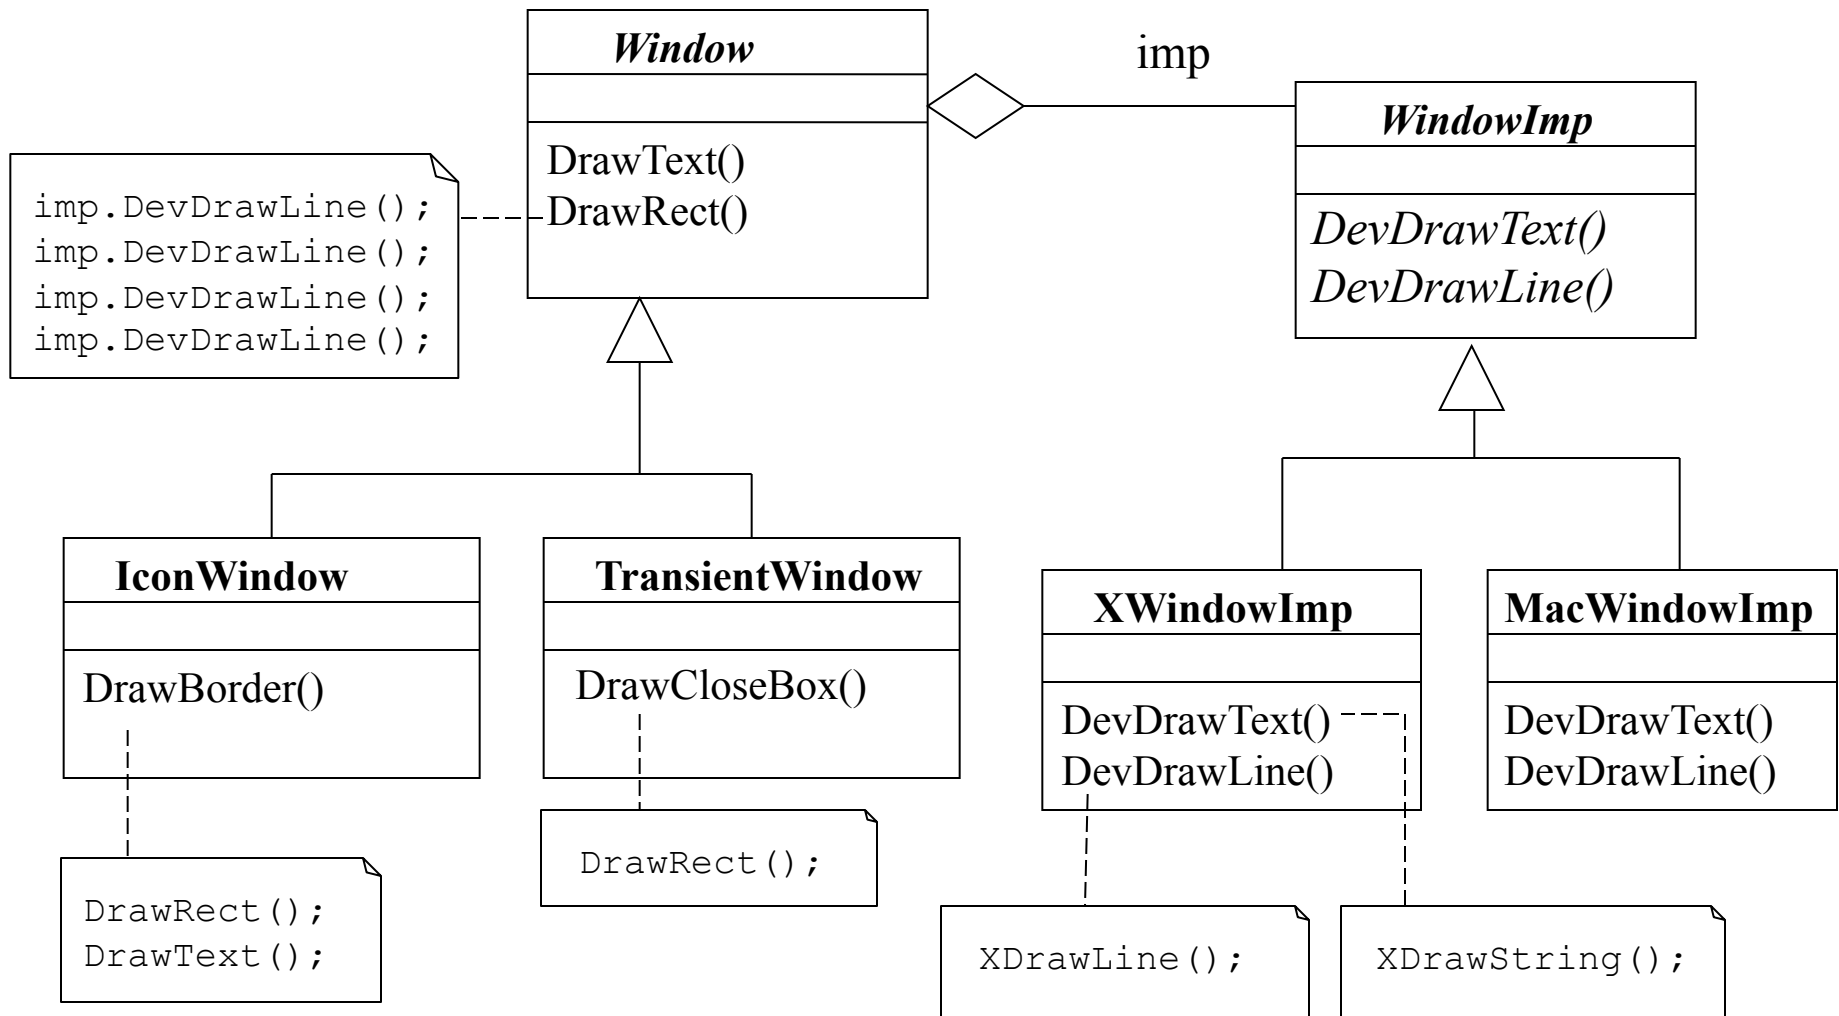 Window
DrawText()
DrawRect()
imp
WindowImp
DevDrawText()
DevDrawLine()
imp.DevDrawLine();
imp.DevDrawLine();
imp.DevDrawLine();
imp.DevDrawLine();
IconWindow
DrawBorder()
TransientWindow
DrawCloseBox()
XWindowImp
DevDrawText()
DevDrawLine()
MacWindowImp
DevDrawText()
DevDrawLine()
DrawRect();
DrawText();
DrawRect();
XDrawLine();
XDrawString();